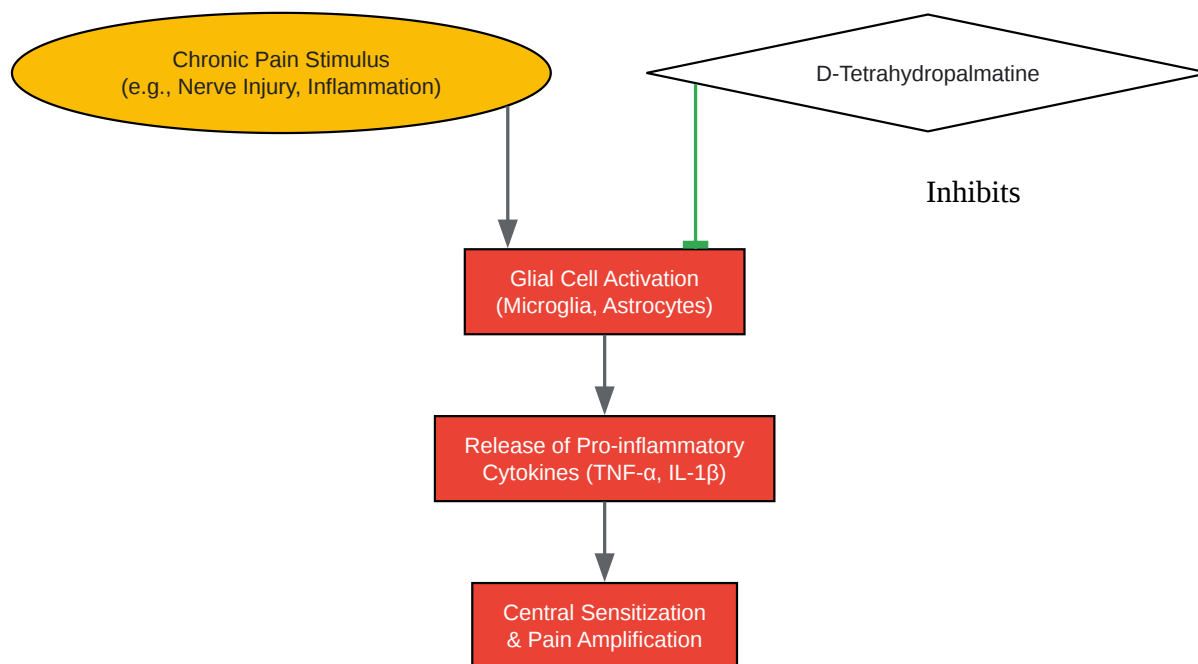 Chronic Pain Stimulus
(e.g., Nerve Injury, Inflammation)
D-Tetrahydropalmatine
Inhibits
Glial Cell Activation
(Microglia, Astrocytes)
Release of Pro-inflammatory
Cytokines (TNF-α, IL-1β)
Central Sensitization
& Pain Amplification